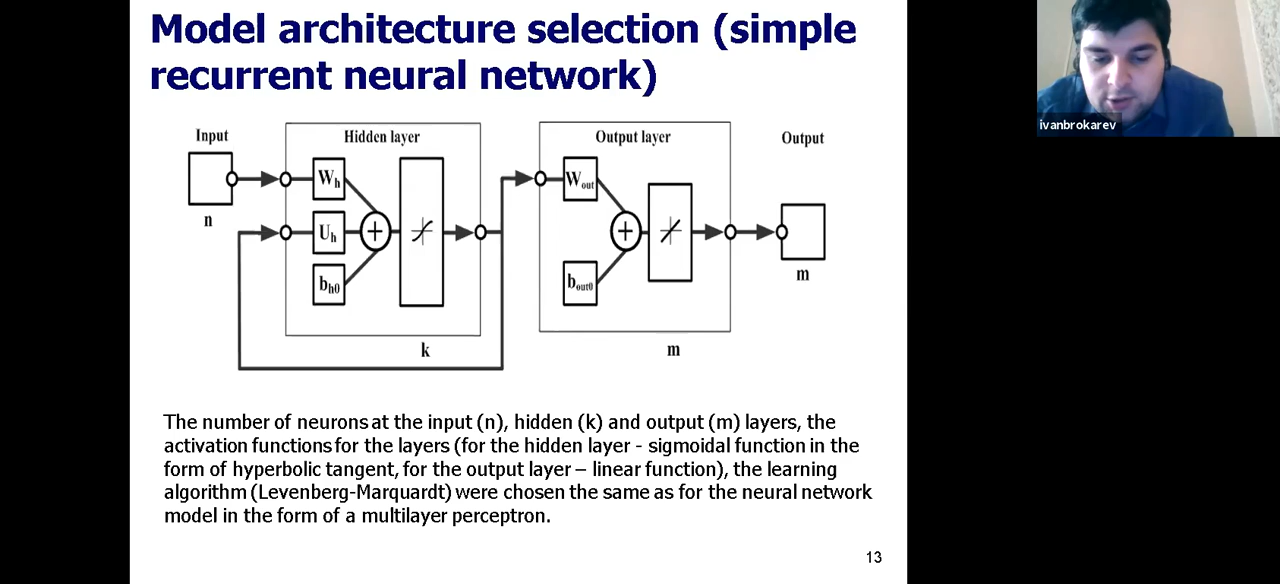 Model architecture selection (simple
recurrent neural network)
Input
Hidden layer
Output layer
Output
Wh
Uh
bh0
Wout
bout0
n
k
m
m
The number of neurons at the input (n), hidden (k) and output (m) layers, the
activation functions for the layers (for the hidden layer - sigmoidal function in the
form of hyperbolic tangent, for the output layer – linear function), the learning
algorithm (Levenberg-Marquardt) were chosen the same as for the neural network
model in the form of a multilayer perceptron.
13
ivanbrokarev